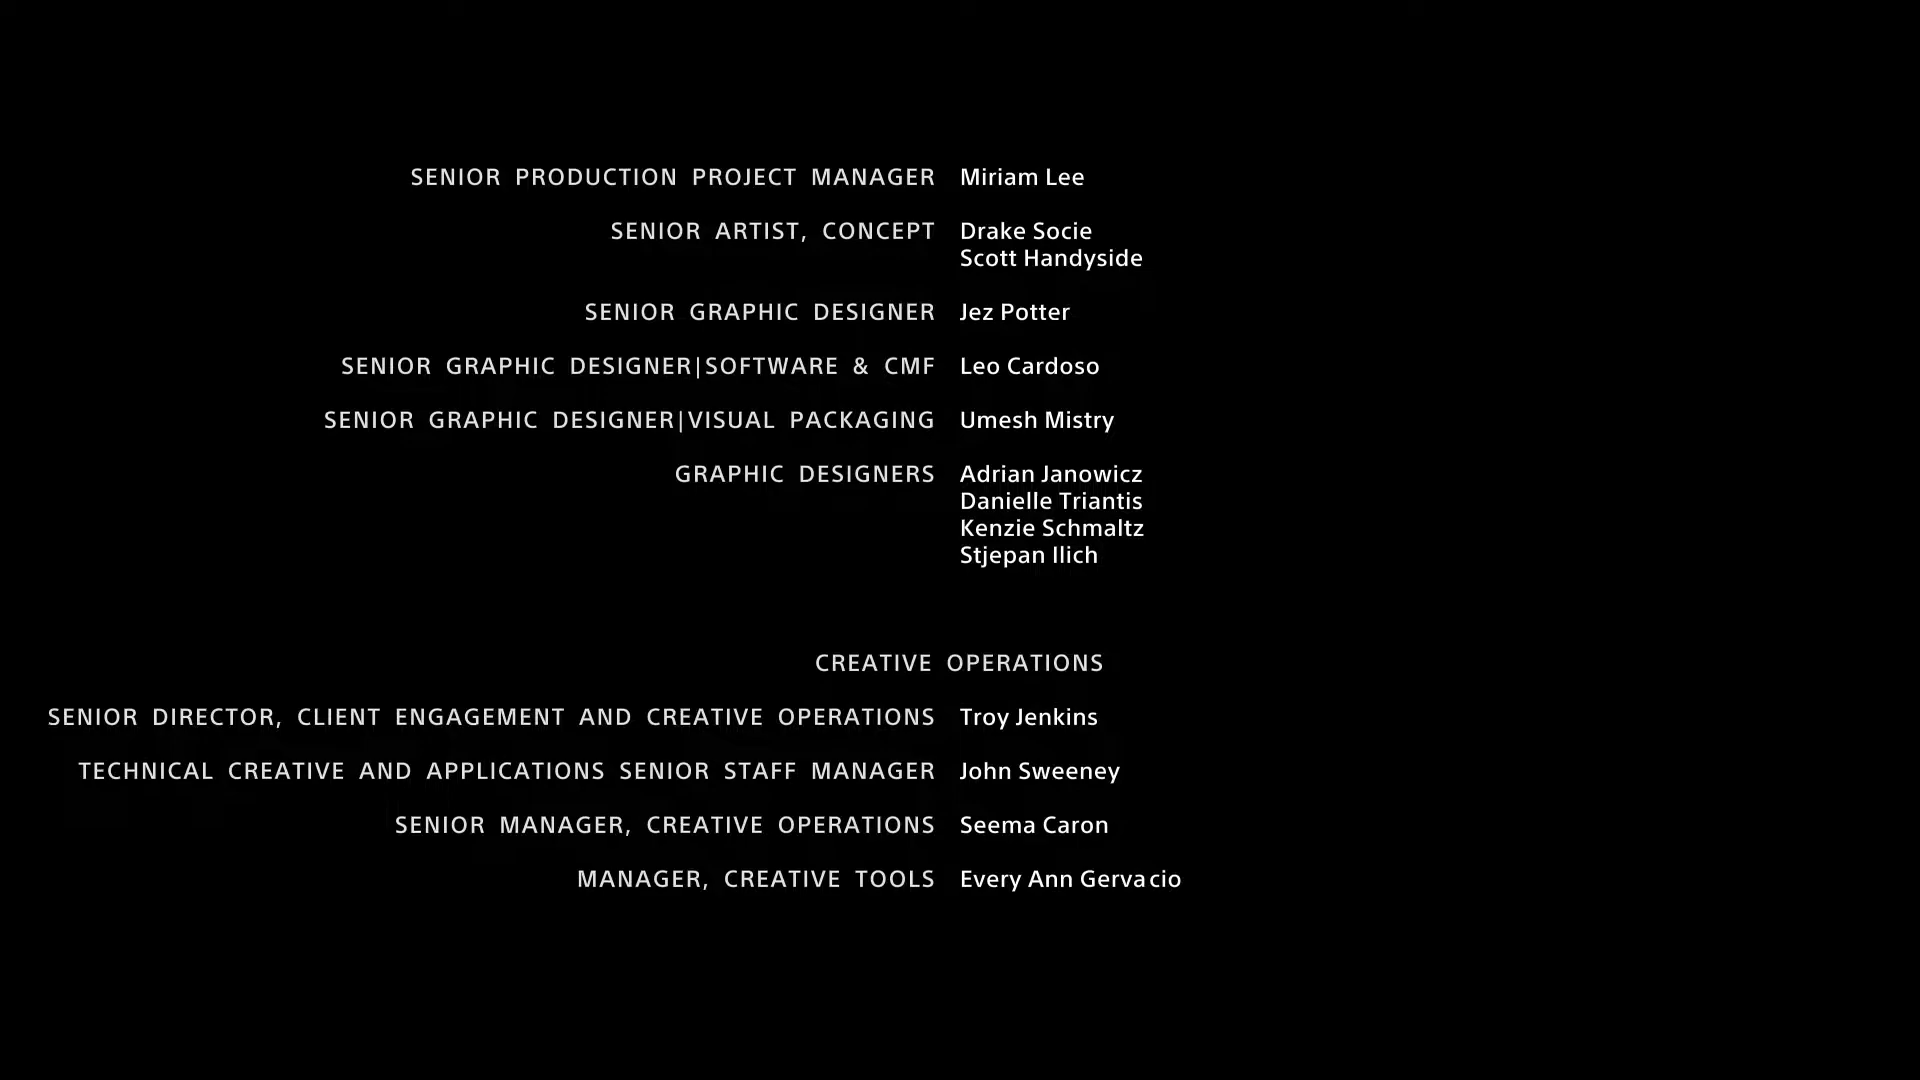 SENIOR PRODUCTION PROJECT MANAGER Miriam Lee
SENIOR ARTIST, CONCEPT Drake Socie
Scott Handyside
SENIOR GRAPHIC DESIGNER Jez Potter
SENIOR GRAPHIC DESIGNER|SOFTWARE & CMF Leo Cardoso
SENIOR GRAPHIC DESIGNER|VISUAL PACKAGING Umesh Mistry
GRAPHIC DESIGNERS Adrian Janowicz
Danielle Triantis
Kenzie Schmaltz
Stjepan Ilich
CREATIVE OPERATIONS
SENIOR DIRECTOR, CLIENT ENGAGEMENT AND CREATIVE OPERATIONS Troy Jenkins
TECHNICAL CREATIVE AND APPLICATIONS SENIOR STAFF MANAGER John Sweeney
SENIOR MANAGER, CREATIVE OPERATIONS Seema Caron
MANAGER, CREATIVE TOOLS Every Ann Gervacio